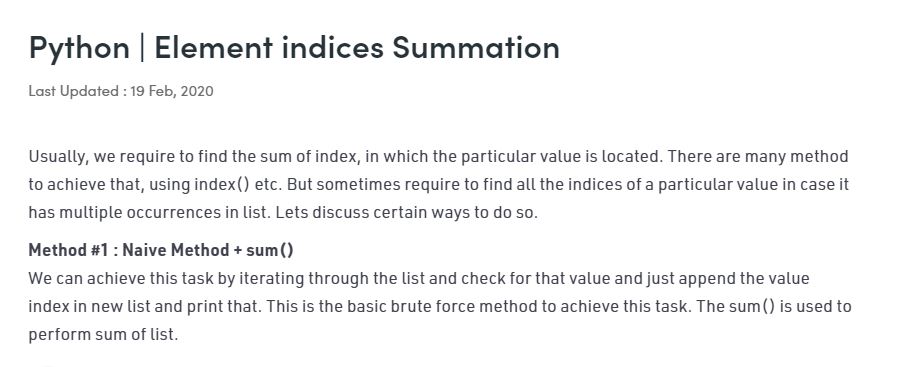 Python | Element indices Summation
Last Updated : 19 Feb, 2020
Usually, we require to find the sum of index, in which the particular value is located. There are many method
to achieve that, using index() etc. But sometimes require to find all the indices of a particular value in case it
has multiple occurrences in list. Lets discuss certain ways to do so.
Method #1 : Naive Method + sum()
We can achieve this task by iterating through the list and check for that value and just append the value
index in new list and print that. This is the basic brute force method to achieve this task. The sum() is used to
perform sum of list.